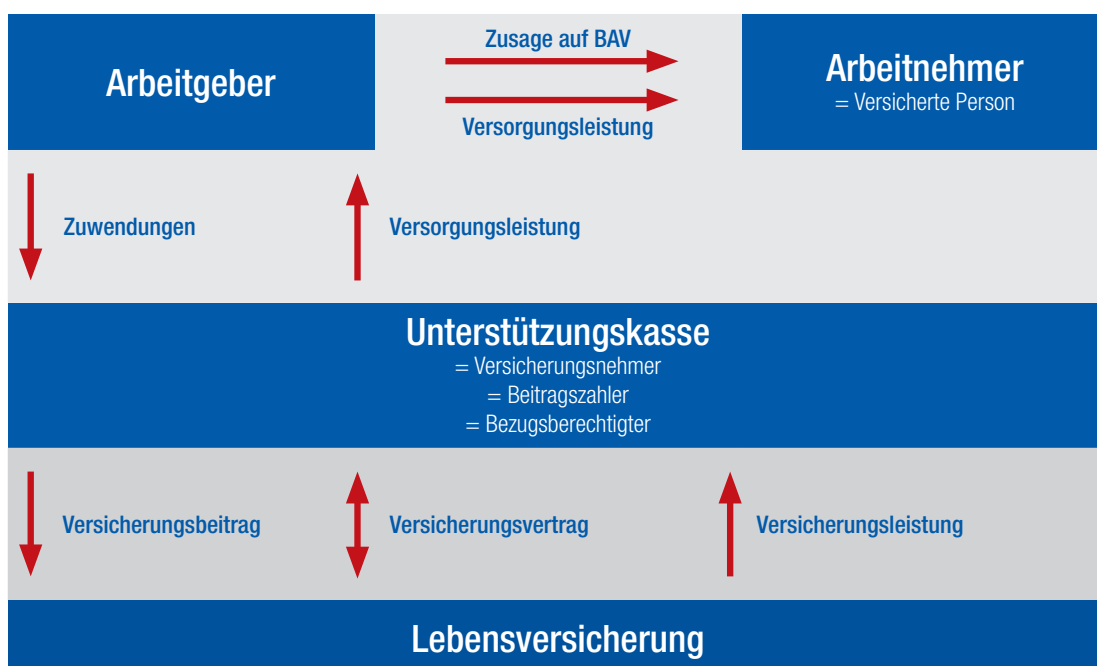 Arbeitgeber
Zusage auf BAV
Versorgungsleistung
Arbeitnehmer
= Versicherte Person
Zuwendungen
Versorgungsleistung
Unterstützungskasse
= Versicherungsnehmer
= Beitragszahler
= Bezugsberechtigter
Versicherungsbeitrag
Versicherungsvertrag
Versicherungsleistung
Lebensversicherung